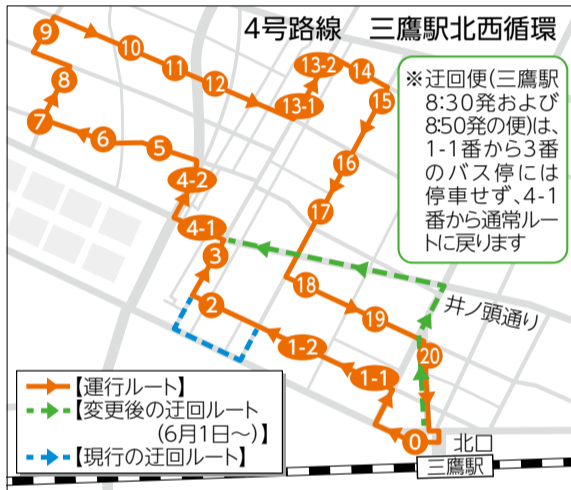 4号路線 三鷹駅北西循環
※迂回便(三鷹駅
8:30発および
8:50発の便)は、
1-1番から3番
のバス停には
停車せず、4-1
番から通常ルー
トに戻ります
9
10
11
12
13-1
13-2
14
15
8
7
6
5
4-2
4-1
3
2
1-2
1-1
0
16
17
18
19
20
井ノ頭通り
北口
三鷹駅
【運行ルート】
【変更後の迂回ルート
(6月1日~)】
【現行の迂回ルート】